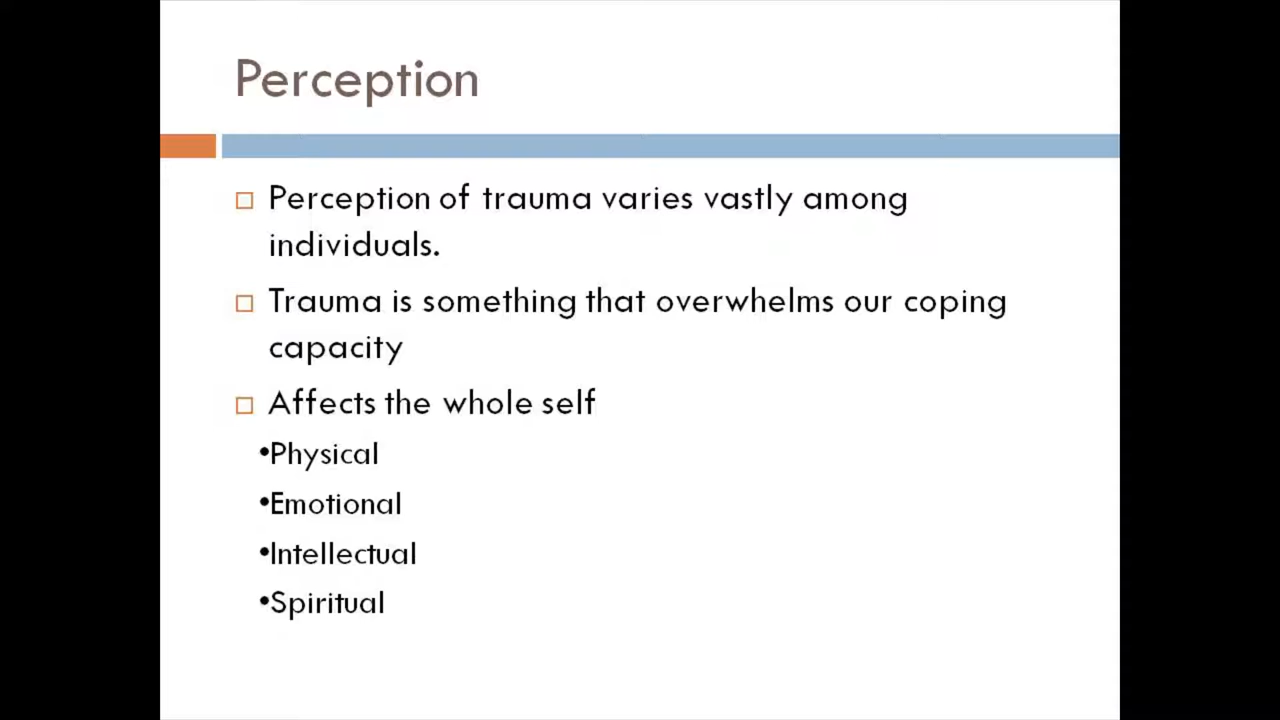 Perception
Perception of trauma varies vastly among
individuals.
Trauma is something that overwhelms our coping
capacity
Affects the whole self
•Physical
•Emotional
•Intellectual
•Spiritual